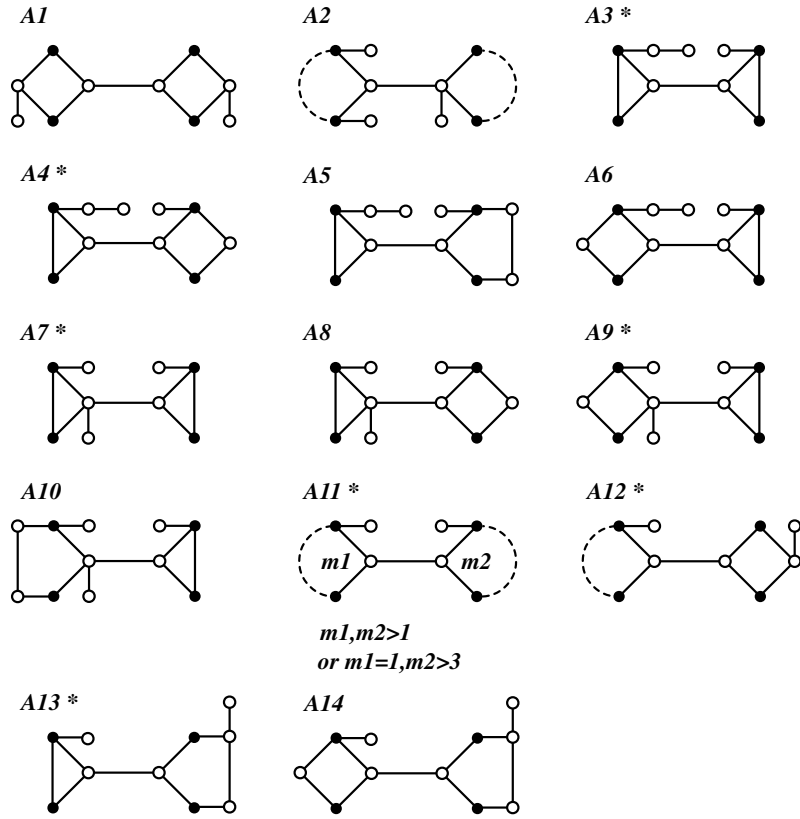 A1
A2
A3 *
A4 *
A5
A6
A7 *
A8
A9 *
A10
A11 *
A12 *
m1
m2
m1,m2>1
or m1=1,m2>3
A13 *
A14